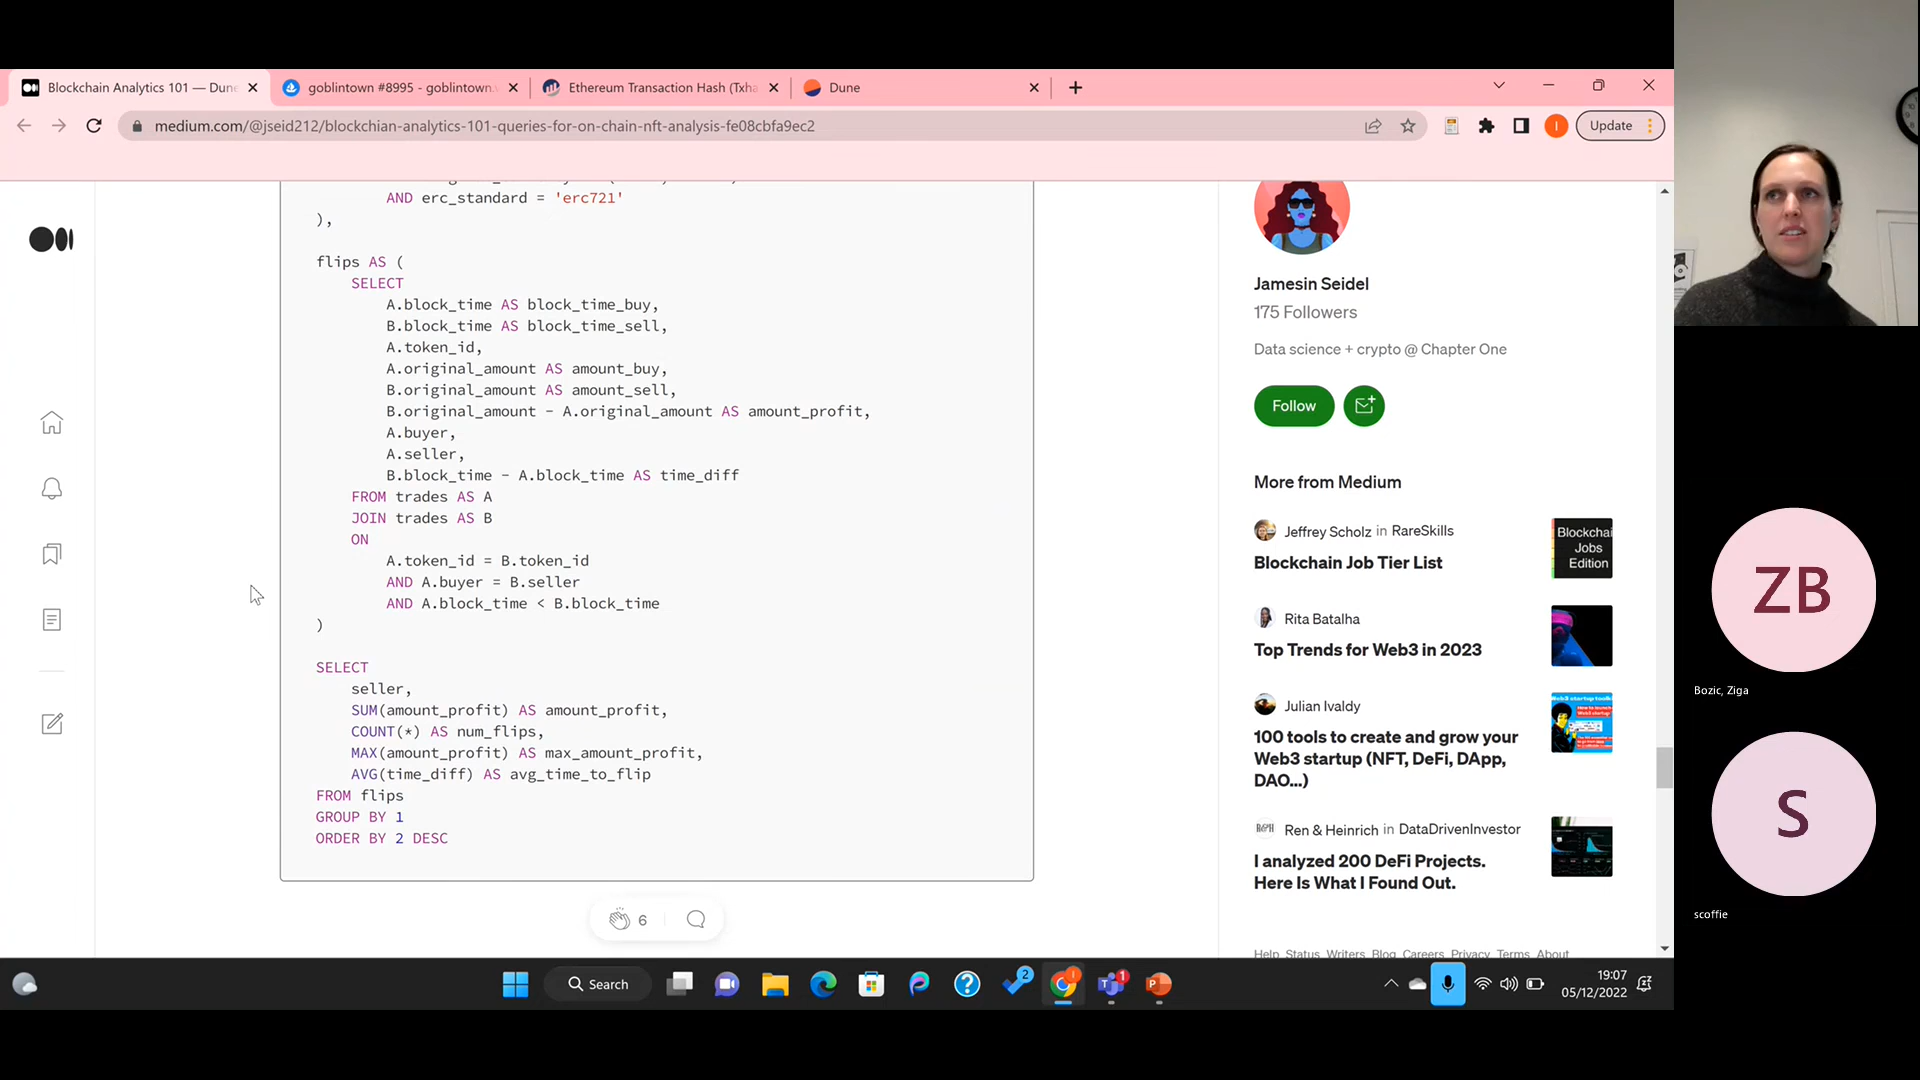 Blockchain Analytics 101 — Dune
goblintown #8995 - goblintown.
Ethereum Transaction Hash (Txha
Dune
medium.com/@jseid212/blockchian-analytics-101-queries-for-on-chain-nft-analysis-fe08cbfa9ec2
I
Update
AND erc_standard = 'erc721'
),
flips AS (
SELECT
A.block_time AS block_time_buy,
B.block_time AS block_time_sell,
A.token_id,
A.original_amount AS amount_buy,
B.original_amount AS amount_sell,
B.original_amount - A.original_amount AS amount_profit,
A.buyer,
A.seller,
B.block_time - A.block_time AS time_diff
FROM trades AS A
JOIN trades AS B
ON
A.token_id = B.token_id
AND A.buyer = B.seller
AND A.block_time < B.block_time
)
SELECT
seller,
SUM(amount_profit) AS amount_profit,
COUNT(*) AS num_flips,
MAX(amount_profit) AS max_amount_profit,
AVG(time_diff) AS avg_time_to_flip
FROM flips
GROUP BY 1
ORDER BY 2 DESC
6
Jamesin Seidel
175 Followers
Data science + crypto @ Chapter One
Follow
More from Medium
Jeffrey Scholz in RareSkills
Blockchain Job Tier List
Blockchai
Jobs
Edition
Rita Batalha
Top Trends for Web3 in 2023
Julian Ivaldy
100 tools to create and grow your
Web3 startup (NFT, DeFi, DApp,
DAO...)
Ren & Heinrich in DataDrivenInvestor
I analyzed 200 DeFi Projects.
Here Is What I Found Out.
Help Status Writers Blog Careers Privacy Terms About
Search
2
1
19:07
05/12/2022
ZB
Bozic, Ziga
S
scoffie